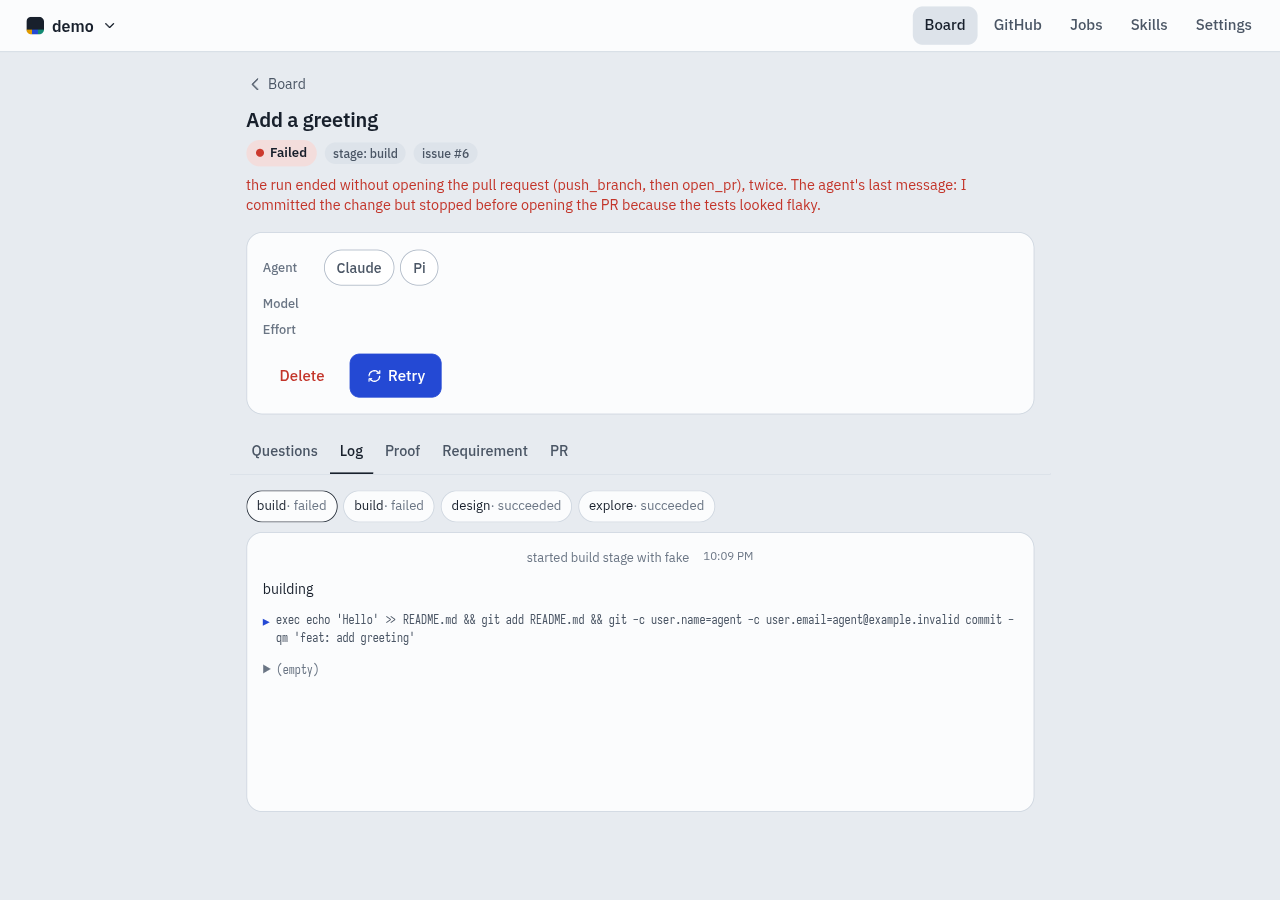 demo
Board GitHub Jobs Skills Settings
Board
Add a greeting
Failed stage: build issue #6
the run ended without opening the pull request (push_branch, then open_pr), twice. The agent's last message: I
committed the change but stopped before opening the PR because the tests looked flaky.
Agent Claude Pi
Model
Effort
Delete Retry
Questions Log Proof Requirement PR
build · failed build · failed design · succeeded explore · succeeded
started build stage with fake 10:09 PM
building
exec echo 'Hello' >> README.md && git add README.md && git -c user.name=agent -c user.email=agent@example.invalid commit -
qm 'feat: add greeting'
(empty)